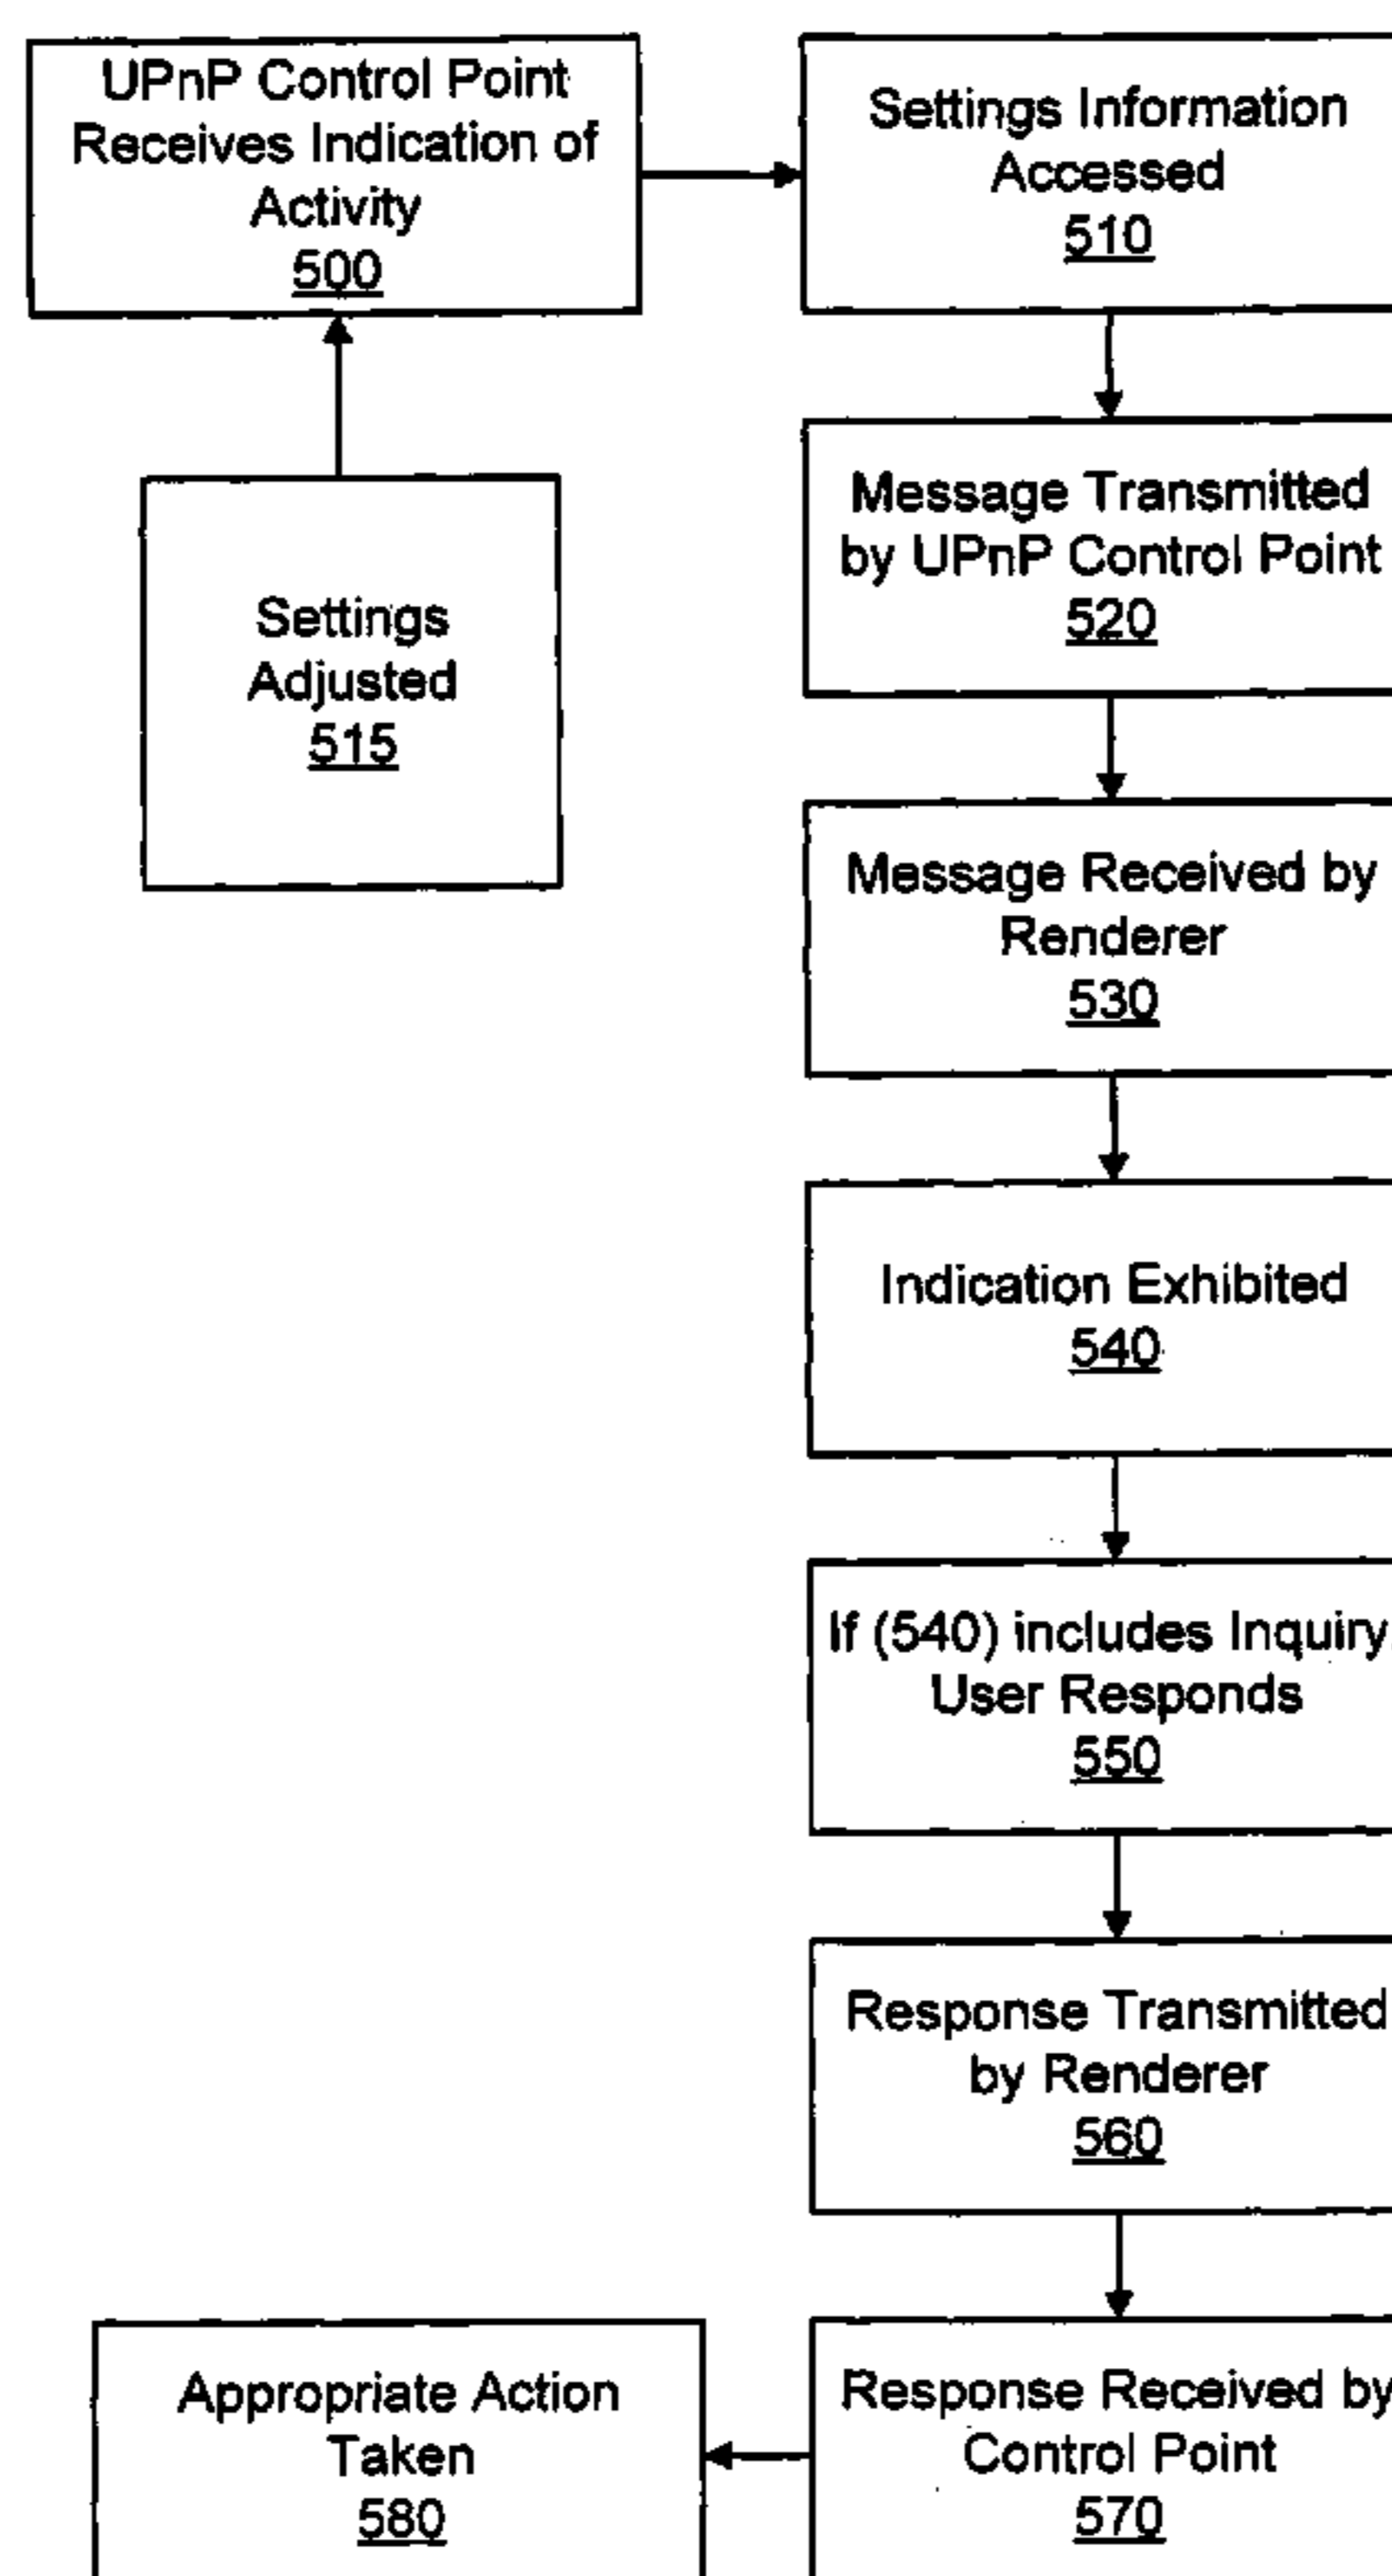 UPnP Control Point
Receives Indication of
Activity
500
Settings Information
Accessed
510
Settings
Adjusted
515
Message Transmitted
by UPnP Control Point
520
Message Received by
Renderer
530
Indication Exhibited
540
If (540) includes Inquiry,
User Responds
550
Response Transmitted
by Renderer
560
Response Received by
Control Point
570
Appropriate Action
Taken
580